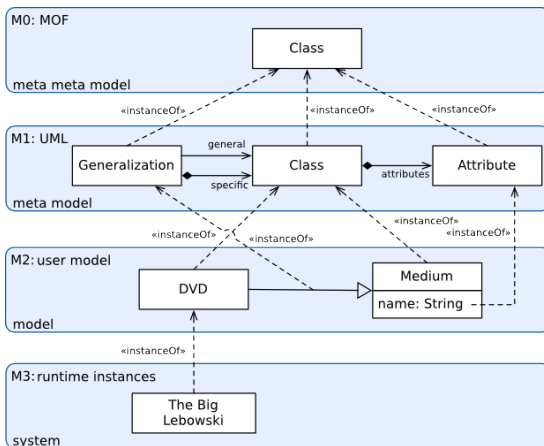 M0: MOF
Class
meta meta model
«instanceOf»
«instanceOf»
«instanceOf»
M1: UML
general
Generalization
Class
Attribute
specific
attributes
meta model
«instanceOf»
«instanceOf»
«instanceOf»
«instanceOf»
M2: user model
Medium
DVD
name: String
model
«instanceOf»
M3: runtime instances
The Big
Lebowski
system